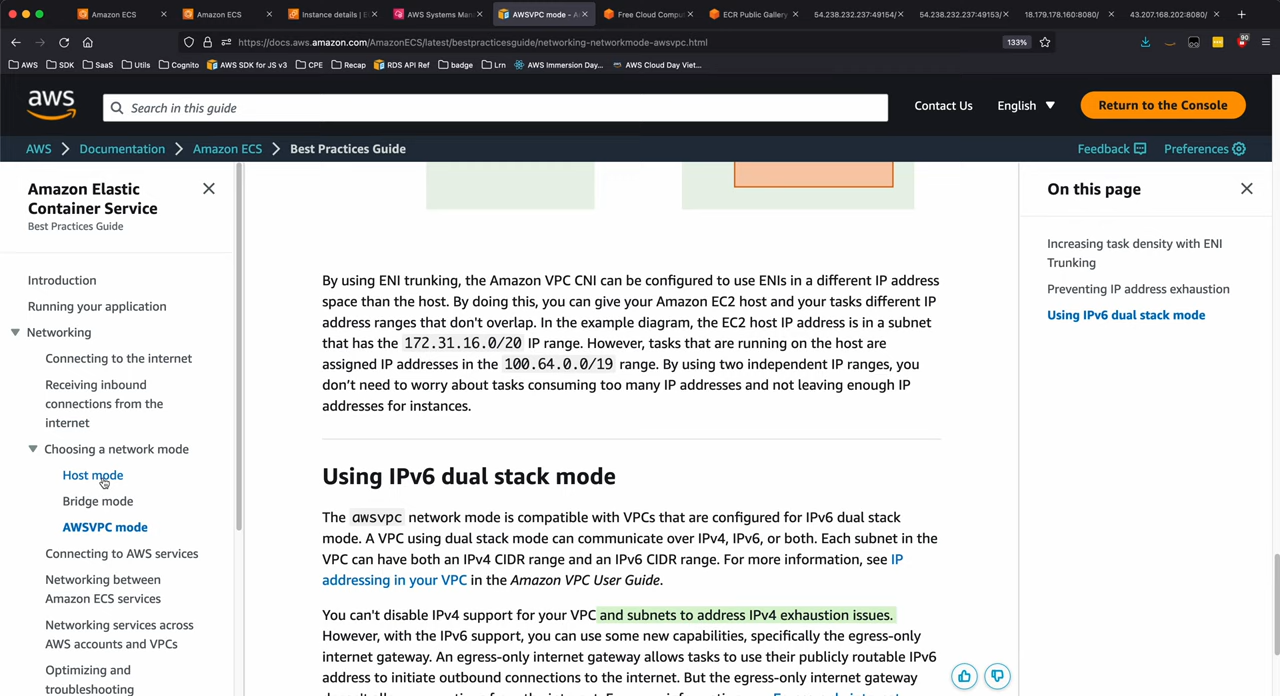 Amazon ECS
Amazon ECS
Instance details | E
AWS Systems Man
AWSVPC mode - A
Free Cloud Compu
ECR Public Gallery
54.238.232.237:49154/
54.238.232.237:49153/
18.179.178.160:8080/
43.207.168.202:8080/
https://docs.aws.amazon.com/AmazonECS/latest/bestpracticesguide/networking-networkmode-awsvpc.html
133%
90
AWS
SDK
SaaS
Utils
Cognito
AWS SDK for JS v3
CPE
Recap
RDS API Ref
badge
Lrn
AWS Immersion Day...
AWS Cloud Day Viet...
aws
Search in this guide
Contact Us
English
Return to the Console
AWS
Documentation
Amazon ECS
Best Practices Guide
Feedback
Preferences
Amazon Elastic
Container Service
Best Practices Guide
Introduction
Running your application
Networking
Connecting to the internet
Receiving inbound
connections from the
internet
Choosing a network mode
Host mode
Bridge mode
AWSVPC mode
Connecting to AWS services
Networking between
Amazon ECS services
Networking services across
AWS accounts and VPCs
Optimizing and
troubleshooting
By using ENI trunking, the Amazon VPC CNI can be configured to use ENIs in a different IP address
space than the host. By doing this, you can give your Amazon EC2 host and your tasks different IP
address ranges that don't overlap. In the example diagram, the EC2 host IP address is in a subnet
that has the 172.31.16.0/20 IP range. However, tasks that are running on the host are
assigned IP addresses in the 100.64.0.0/19 range. By using two independent IP ranges, you
don't need to worry about tasks consuming too many IP addresses and not leaving enough IP
addresses for instances.
Using IPv6 dual stack mode
The awsvpc network mode is compatible with VPCs that are configured for IPv6 dual stack
mode. A VPC using dual stack mode can communicate over IPv4, IPv6, or both. Each subnet in the
VPC can have both an IPv4 CIDR range and an IPv6 CIDR range. For more information, see IP
addressing in your VPC in the Amazon VPC User Guide.
You can't disable IPv4 support for your VPC and subnets to address IPv4 exhaustion issues.
However, with the IPv6 support, you can use some new capabilities, specifically the egress-only
internet gateway. An egress-only internet gateway allows tasks to use their publicly routable IPv6
address to initiate outbound connections to the internet. But the egress-only internet gateway
On this page
Increasing task density with ENI
Trunking
Preventing IP address exhaustion
Using IPv6 dual stack mode